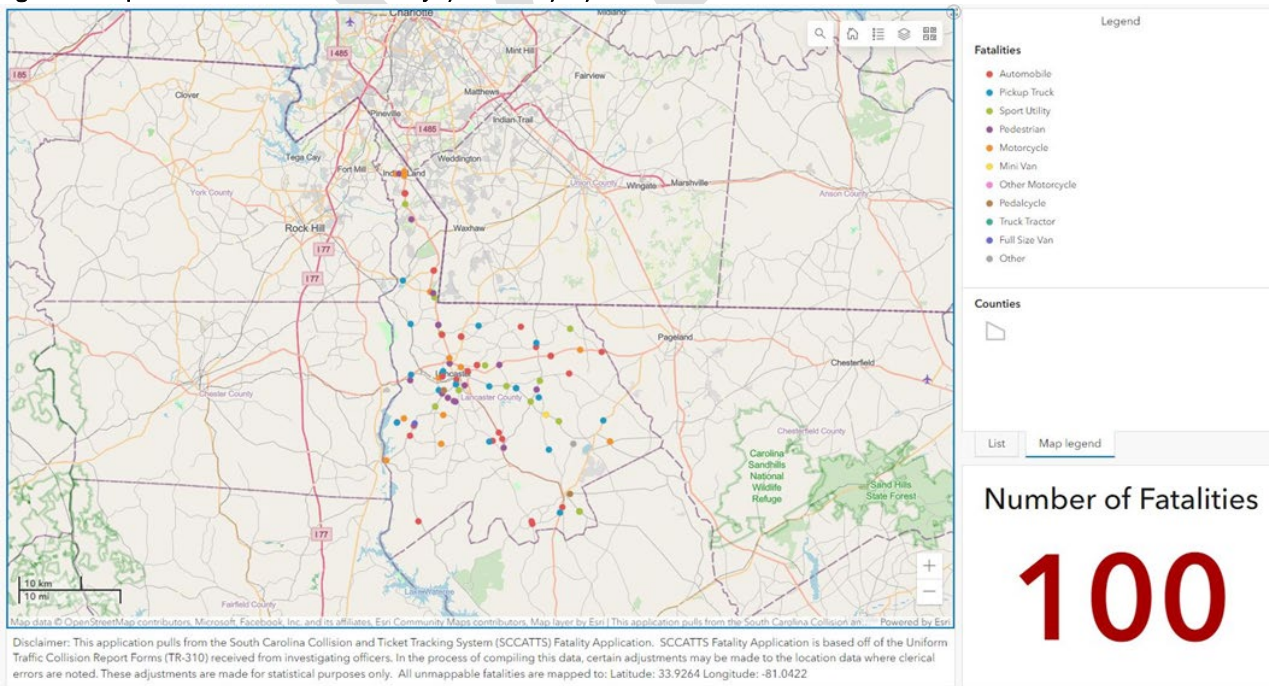 Charlotte
Midland
Mint Hill
I 485
I 85
Clover
Fairview
Matthews
Pineville
Indian Trail
I 485
Tega Cay
Weddington
Fort Mill
Indian Land
York County
Union County
Wingate
Marshville
Anson County
Rock Hill
Waxhaw
I 77
I 77
Pageland
Chesterfield
Lancaster
Chester County
Lancaster County
Chesterfield County
Carolina
Sandhills
National
Wildlife
Refuge
Sand Hills
State Forest
I 77
10 km
10 mi
Fairfield County
Lake Wateree
+
−
Map data © OpenStreetMap contributors, Microsoft, Facebook, Inc. and its affiliates, Esri Community Maps contributors, Map layer by Esri | This application pulls from the South Carolina Collision an
Powered by Esri
Disclaimer: This application pulls from the South Carolina Collision and Ticket Tracking System (SCCATTS) Fatality Application. SCCATTS Fatality Application is based off of the Uniform
Traffic Collision Report Forms (TR-310) received from investigating officers. In the process of compiling this data, certain adjustments may be made to the location data where clerical
errors are noted. These adjustments are made for statistical purposes only. All unmappable fatalities are mapped to: Latitude: 33.9264 Longitude: -81.0422
Legend
Fatalities
Automobile
Pickup Truck
Sport Utility
Pedestrian
Motorcycle
Mini Van
Other Motorcycle
Pedalcycle
Truck Tractor
Full Size Van
Other
Counties
List
Map legend
Number of Fatalities
100